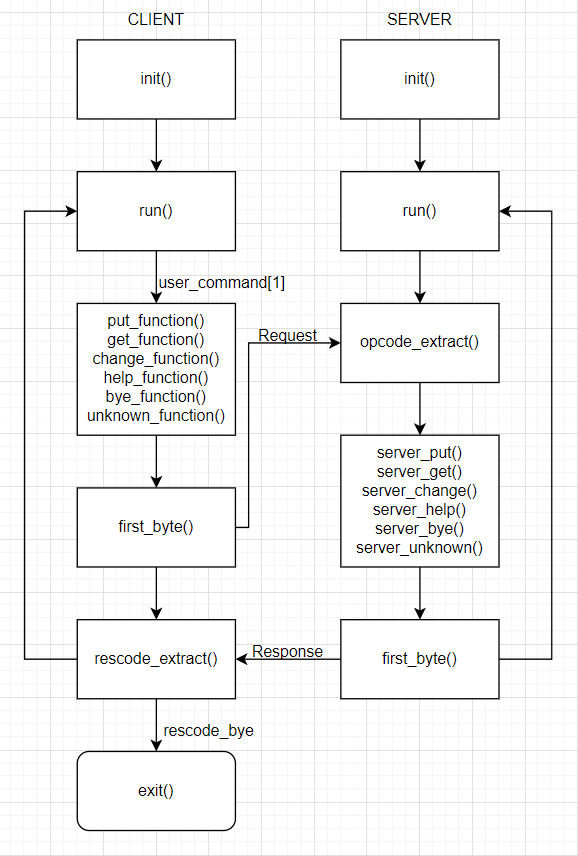 CLIENT
SERVER
init()
init()
run()
run()
user_command[1]
put_function()
get_function()
change_function()
help_function()
bye_function()
unknown_function()
Request
opcode_extract()
server_put()
server_get()
server_change()
server_help()
server_bye()
server_unknown()
first_byte()
rescode_extract()
Response
first_byte()
rescode_bye
exit()